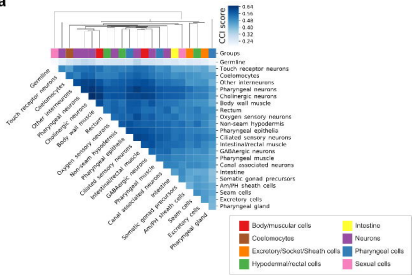 a
CCI score
0.64
0.56
0.48
0.40
0.32
0.24
Groups
Germline
Touch receptor neurons
Coelomocytes
Other interneurons
Pharyngeal neurons
Cholinergic neurons
Body wall muscle
Rectum
Oxygen sensory neurons
Non-seam hypodermis
Pharyngeal epithelia
Ciliated sensory neurons
Intestinal/rectal muscle
GABAergic neurons
Pharyngeal muscle
Canal associated neurons
Intestine
Somatic gonad precursors
Am/PH sheath cells
Seam cells
Excretory cells
Pharyngeal gland
Germline
Touch receptor neurons
Coelomocytes
Other interneurons
Pharyngeal neurons
Cholinergic neurons
Body wall muscle
Rectum
Oxygen sensory neurons
Non-seam hypodermis
Pharyngeal epithelia
Ciliated sensory neurons
Intestinal/rectal muscle
GABAergic neurons
Pharyngeal muscle
Canal associated neurons
Intestine
Somatic gonad precursors
Am/PH sheath cells
Seam cells
Excretory cells
Pharyngeal gland
Body/muscular cells
Coelomocytes
Excretory/Socket/Sheath cells
Hypodermal/rectal cells
Intestine
Neurons
Pharyngeal cells
Sexual cells